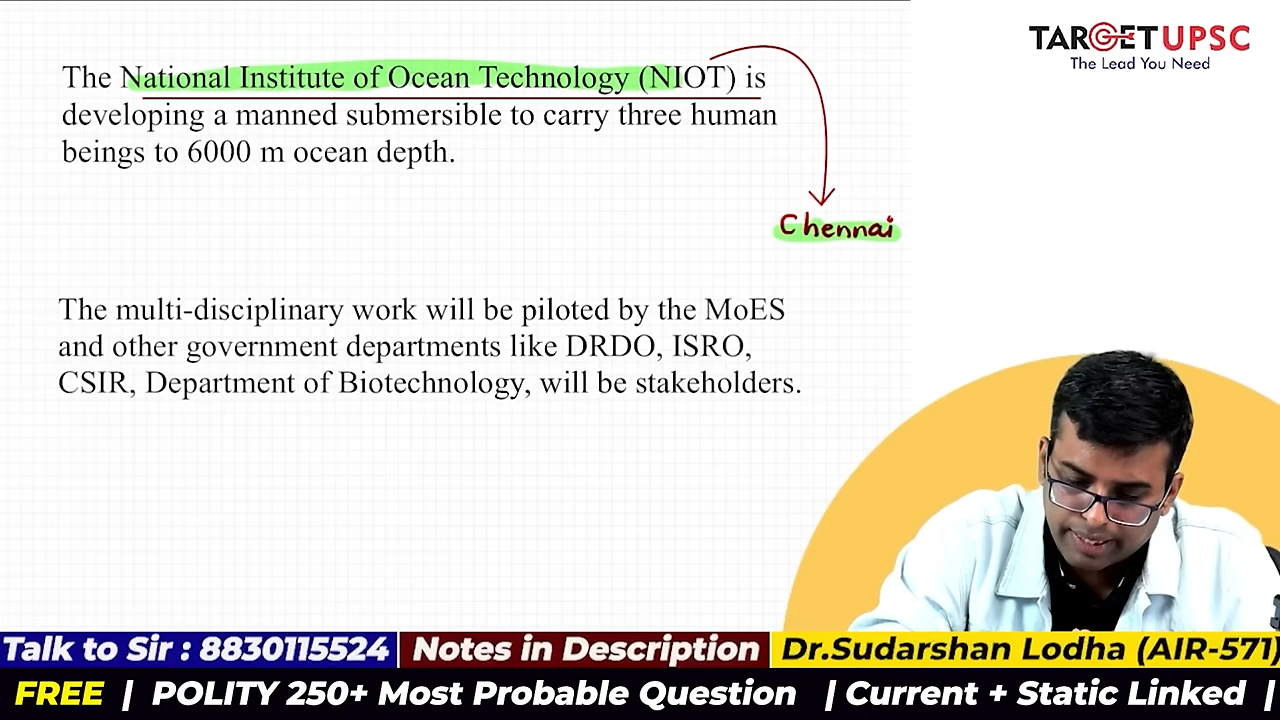 TARGET UPSC
The Lead You Need
The National Institute of Ocean Technology (NIOT) is
developing a manned submersible to carry three human
beings to 6000 m ocean depth.
Chennai
The multi-disciplinary work will be piloted by the MoES
and other government departments like DRDO, ISRO,
CSIR, Department of Biotechnology, will be stakeholders.
Talk to Sir : 8830115524 Notes in Description Dr.Sudarshan Lodha (AIR-571)
FREE | POLITY 250+ Most Probable Question | Current + Static Linked |